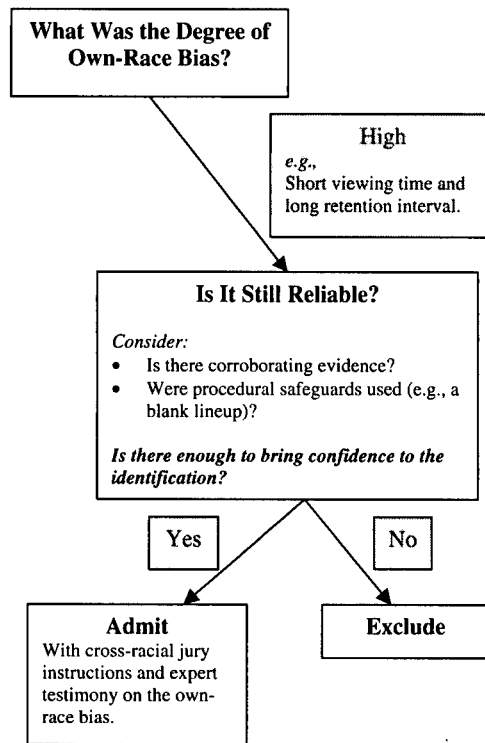 What Was the Degree of
Own-Race Bias?
High
e.g.,
Short viewing time and
long retention interval.
Is It Still Reliable?
Consider:
• Is there corroborating evidence?
• Were procedural safeguards used (e.g., a
blank lineup)?
Is there enough to bring confidence to the
identification?
Yes
No
Admit
With cross-racial jury
instructions and expert
testimony on the own-
race bias.
Exclude